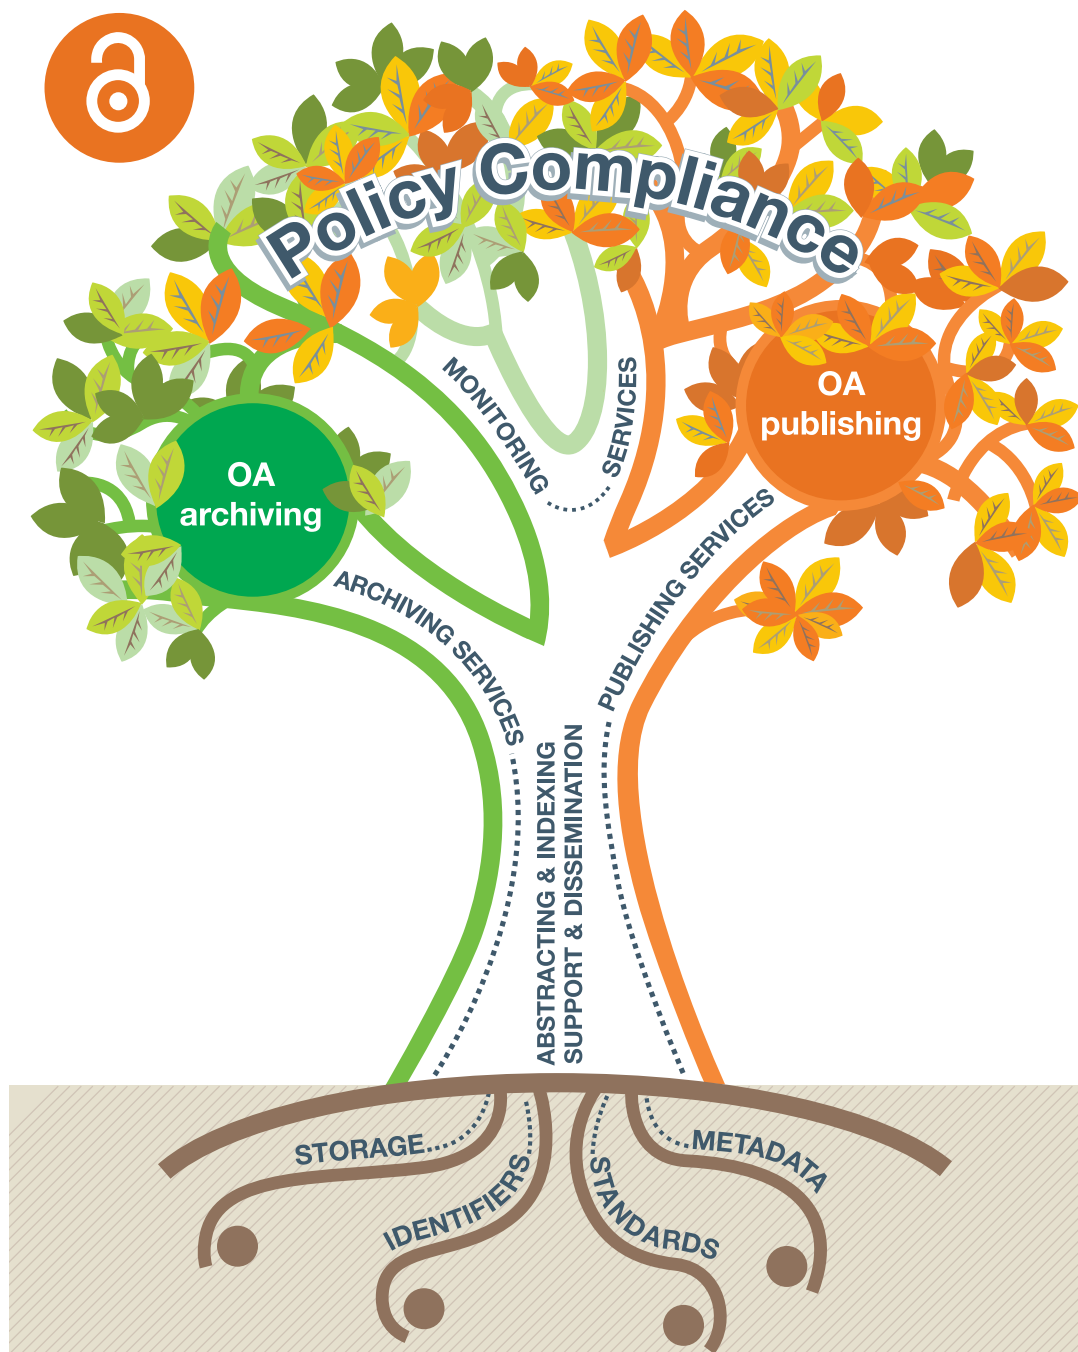 Policy Compliance
MONITORING
SERVICES
OA
publishing
OA
archiving
ARCHIVING SERVICES
PUBLISHING SERVICES
ABSTRACTING & INDEXING
SUPPORT & DISSEMINATION
STORAGE
IDENTIFIERS
STANDARDS
METADATA